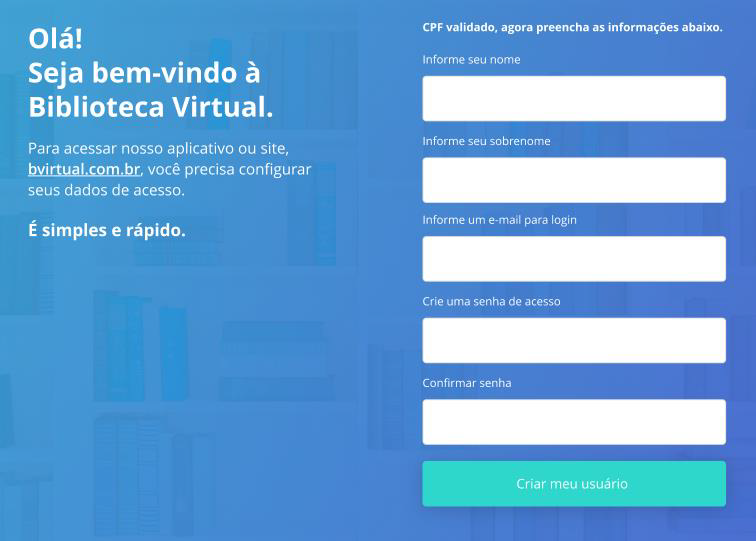 Olá!
Seja bem-vindo à
Biblioteca Virtual.
Para acessar nosso aplicativo ou site,
bvirtual.com.br, você precisa configurar
seus dados de acesso.
É simples e rápido.
CPF validado, agora preencha as informações abaixo.
Informe seu nome
Informe seu sobrenome
Informe um e-mail para login
Crie uma senha de acesso
Confirmar senha
Criar meu usuário